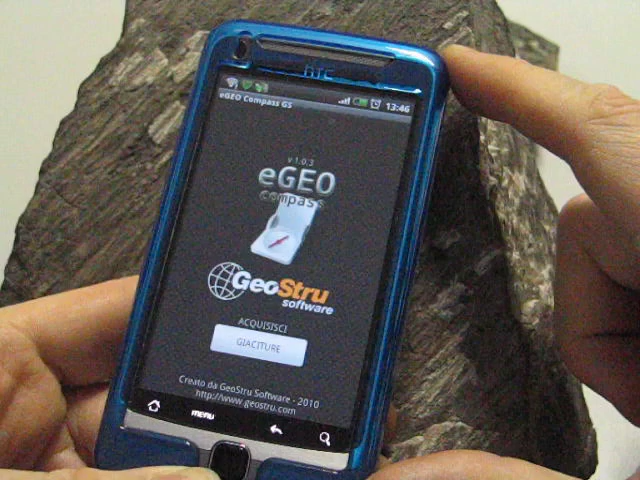 hTC
eGEO Compass GS 13:46
v 1.0.3
eGEO
compass
GeoStru
software
ACQUISISCI
GIACITURE
Creato da GeoStru Software - 2010
http://www.geostru.com
menu